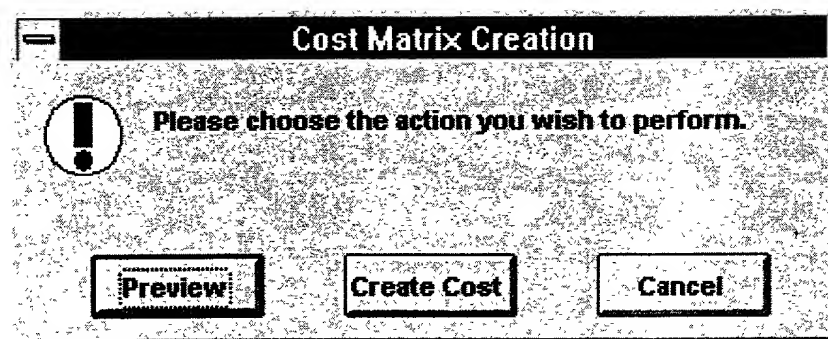 Cost Matrix Creation
Please choose the action you wish to perform.
Preview Create Cost Cancel